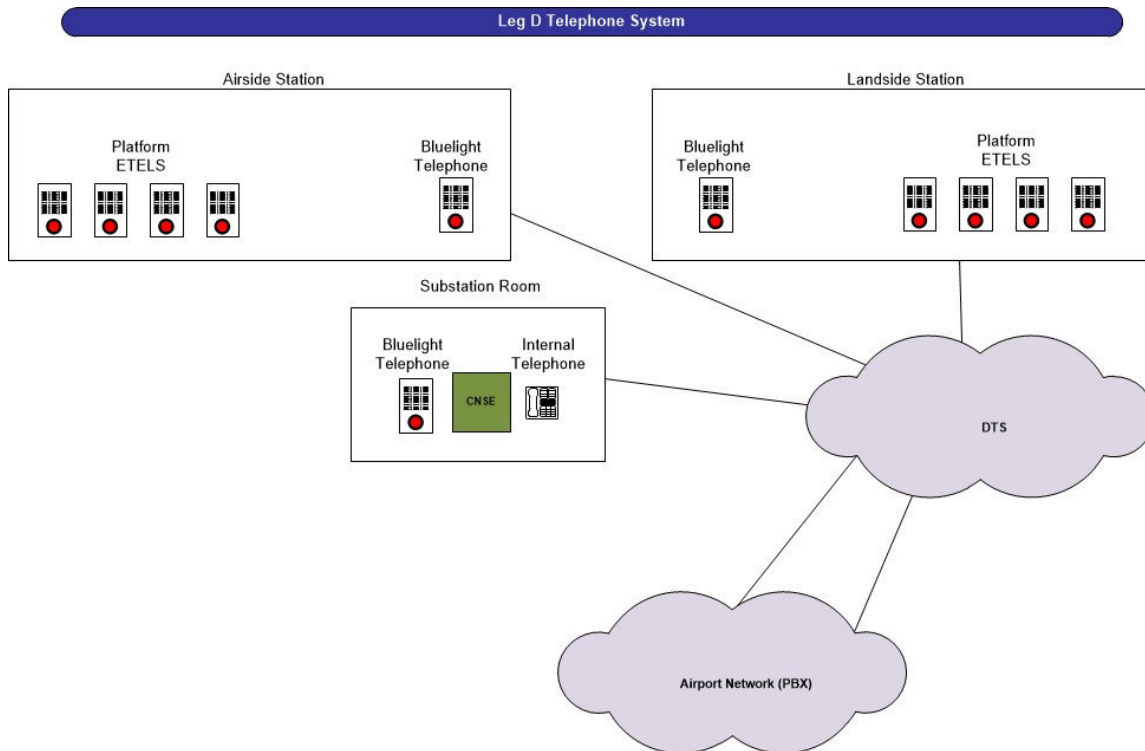 Leg D Telephone System
Airside Station
Landside Station
Platform
ETELS
Bluelight
Telephone
Bluelight
Telephone
Platform
ETELS
Substation Room
Bluelight
Telephone
CNSE
Internal
Telephone
DTS
Airport Network (PBX)